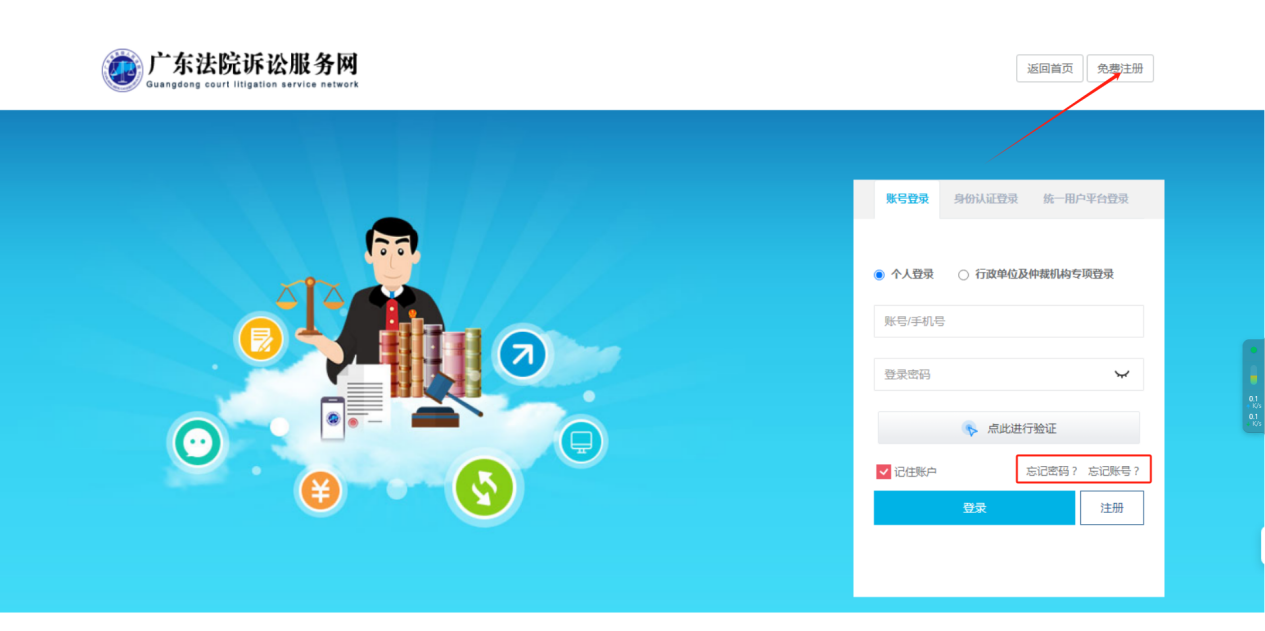 广东法院诉讼服务网
Guangdong court litigation service network
返回首页 免费注册
账号登录 身份认证登录 统一用户平台登录
个人登录 行政单位及仲裁机构专项登录
账号/手机号
登录密码
点此进行验证
记住账户 忘记密码？ 忘记账号？
登录 注册
0.1
K/s
0.1
K/s